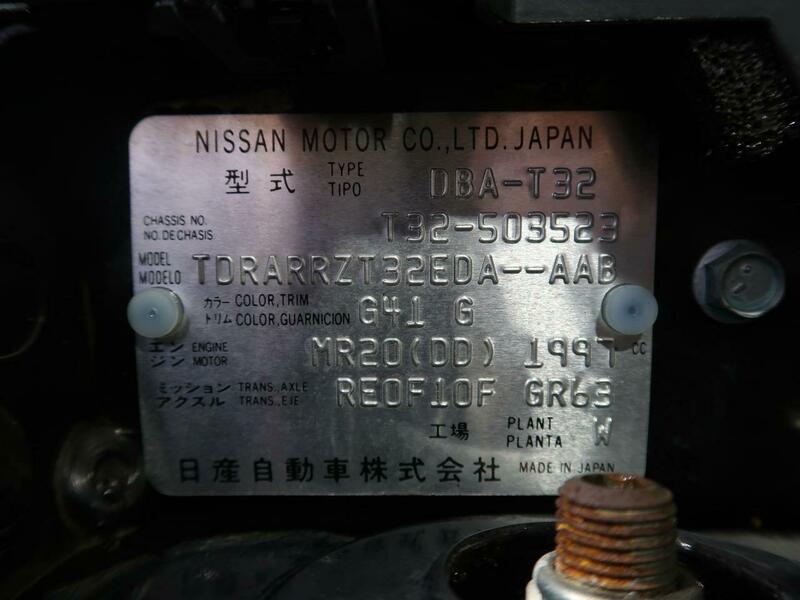 NISSAN MOTOR CO.,LTD. JAPAN
型式 TYPE TIPO DBA-T32
CHASSIS NO. NO. DE CHASIS T32-503523
MODEL MODELO TDRARRZT32EDA--AAB
カラー COLOR, TRIM トリム COLOR, GUARNICION G41 G
エンジン ENGINE MOTOR MR20(DD) 1997 CC
ミッション TRANS., AXLE アクスル TRANS., EJE RE0F10F GR63
工場 PLANT PLANTA W
日産自動車株式会社 MADE IN JAPAN